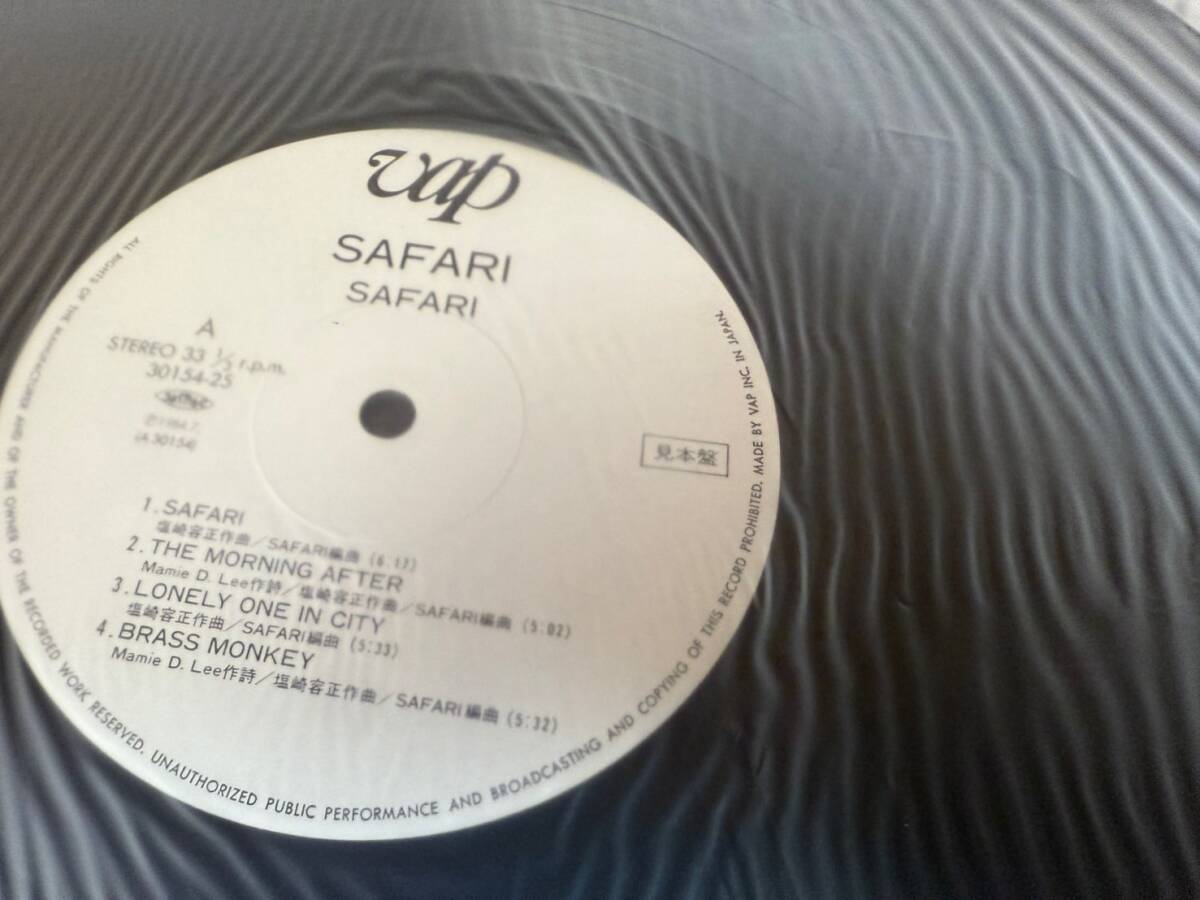 vap
SAFARI
SAFARI
A
STEREO 33 1/3 r.p.m.
30154-25
(A30154)
見本盤
1. SAFARI
塩崎容正作曲/SAFARI編曲 (6:17)
2. THE MORNING AFTER
Mamie D. Lee作詩/塩崎容正作曲/SAFARI編曲 (5:02)
3. LONELY ONE IN CITY
塩崎容正作曲/SAFARI編曲 (5:33)
4. BRASS MONKEY
Mamie D. Lee作詩/塩崎容正作曲/SAFARI編曲 (5:32)
ALL RIGHTS OF THE MANUFACTURER AND OF THE OWNER OF THE RECORDED WORK RESERVED. UNAUTHORIZED PUBLIC PERFORMANCE AND BROADCASTING AND COPYING OF THIS RECORD PROHIBITED. MADE BY VAP INC. IN JAPAN.